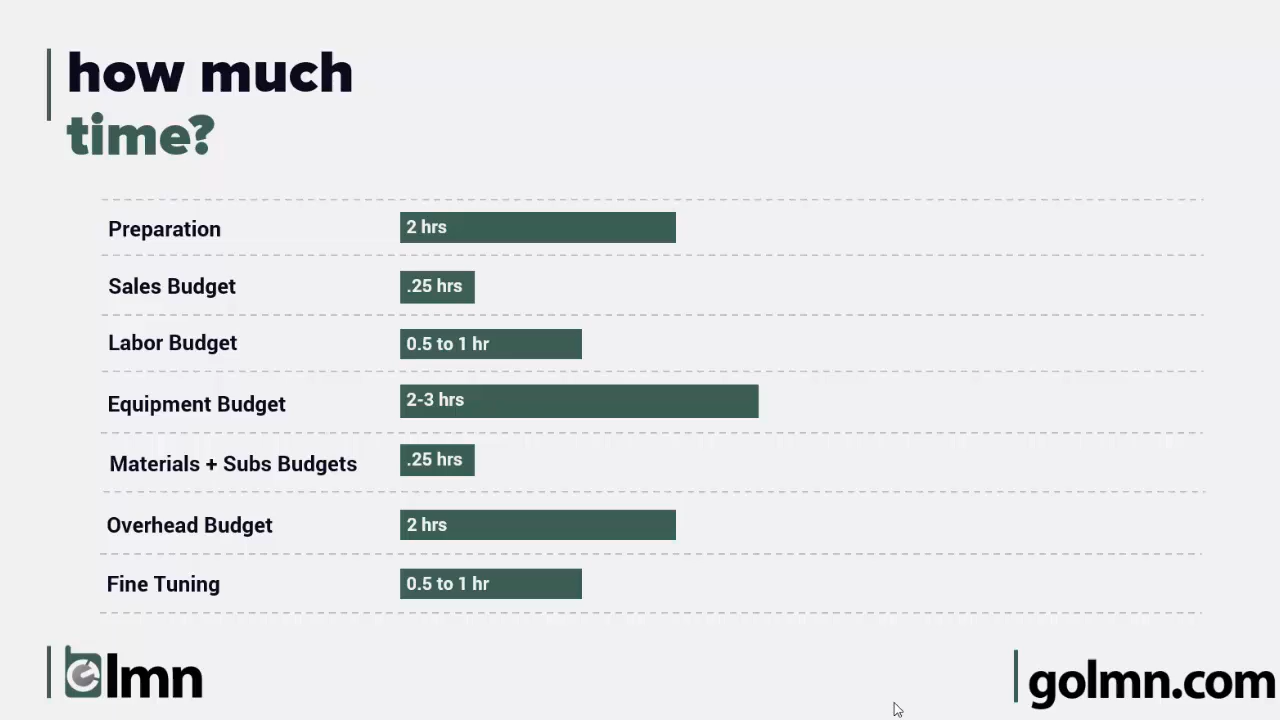 how much
time?
Preparation 2 hrs
Sales Budget .25 hrs
Labor Budget 0.5 to 1 hr
Equipment Budget 2-3 hrs
Materials + Subs Budgets .25 hrs
Overhead Budget 2 hrs
Fine Tuning 0.5 to 1 hr
lmn
golmn.com